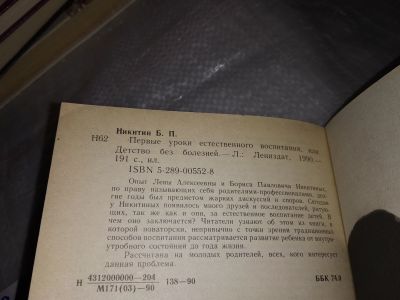 Никитин Б. П.
Н62 Первые уроки естественного воспитания, или
Детство без болезней.— Л.: Лениздат, 1990.—
191 с., ил.
ISBN 5-289-00552-8
Опыт Лены Алексеевны и Бориса Павловича Никитиных,
по праву называющих себя родителями-профессионалами, дол-
гие годы был предметом жарких дискуссий и споров. Сегодня
у Никитиных появилось много друзей и последователей, ратую-
щих, так же как и они, за естественное воспитание детей. В
чем оно заключается? Читатели узнают об этом из книги, в
которой новаторски, непривычно с точки зрения традиционных
способов воспитания рассматривается развитие ребенка от внутри-
утробного состояния до года жизни.
Рассчитана на молодых родителей, всех, кого интересует
данная проблема.
Н 4312000000—204
М171(03)—90 138—90 ББК 74.9